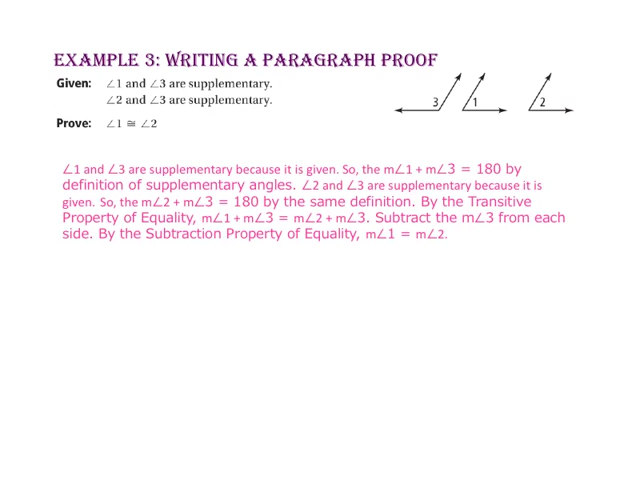 EXAMPLE 3: WRITING A PARAGRAPH PROOF
Given: ∠1 and ∠3 are supplementary.
∠2 and ∠3 are supplementary.
Prove: ∠1 ≅ ∠2
3 1 2
∠1 and ∠3 are supplementary because it is given. So, the m∠1 + m∠3 = 180 by
definition of supplementary angles. ∠2 and ∠3 are supplementary because it is
given. So, the m∠2 + m∠3 = 180 by the same definition. By the Transitive
Property of Equality, m∠1 + m∠3 = m∠2 + m∠3. Subtract the m∠3 from each
side. By the Subtraction Property of Equality, m∠1 = m∠2.